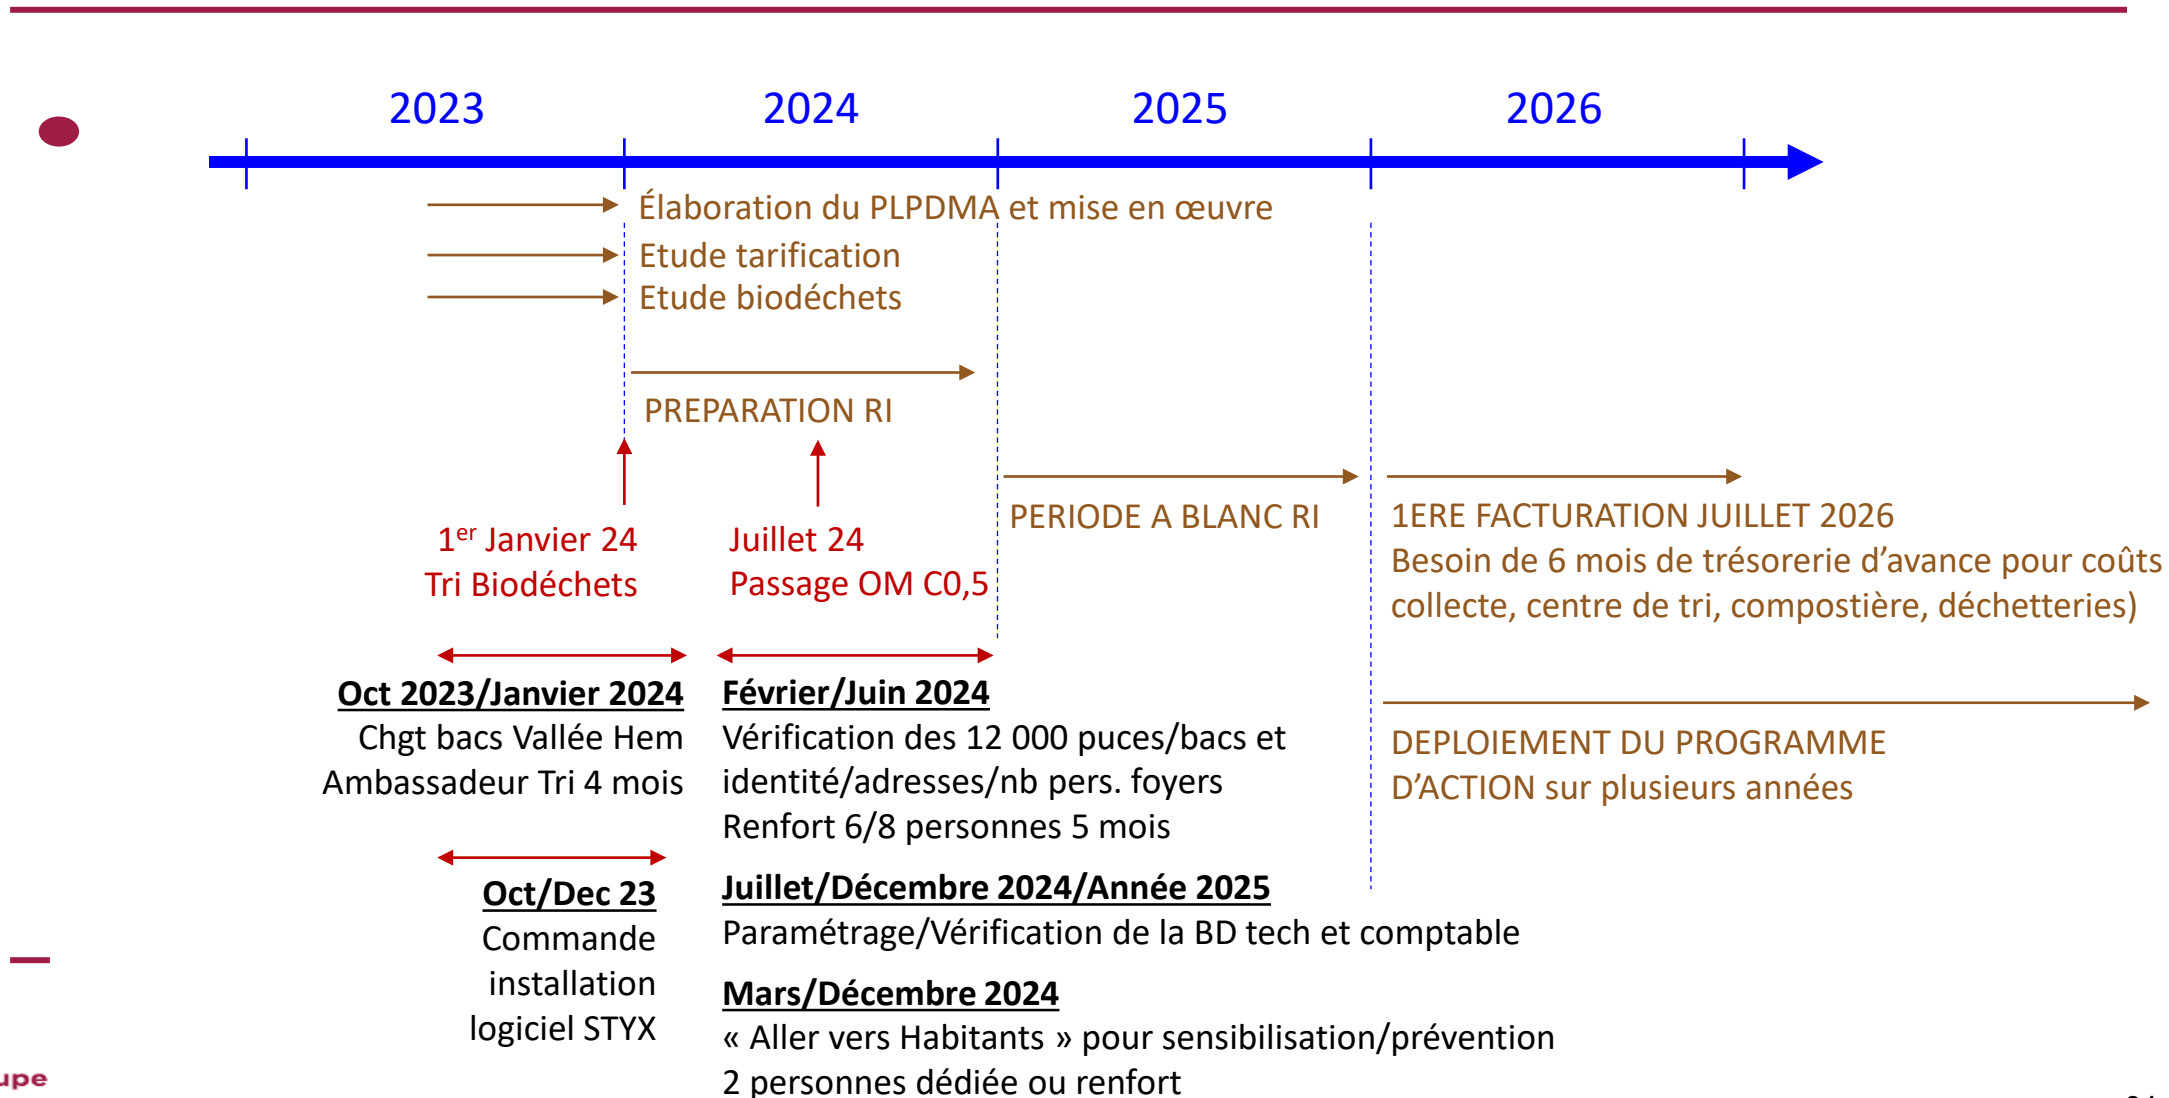 2023
2024
2025
2026
Élaboration du PLPDMA et mise en œuvre
Etude tarification
Etude biodéchets
PREPARATION RI
1er Janvier 24
Tri Biodéchets
Juillet 24
Passage OM C0,5
PERIODE A BLANC RI
1ERE FACTURATION JUILLET 2026
Besoin de 6 mois de trésorerie d’avance pour coûts
collecte, centre de tri, compostière, déchetteries)
Oct 2023/Janvier 2024
Chgt bacs Vallée Hem
Ambassadeur Tri 4 mois
Février/Juin 2024
Vérification des 12 000 puces/bacs et
identité/adresses/nb pers. foyers
Renfort 6/8 personnes 5 mois
DEPLOIEMENT DU PROGRAMME
D’ACTION sur plusieurs années
Oct/Dec 23
Commande
installation
logiciel STYX
Juillet/Décembre 2024/Année 2025
Paramétrage/Vérification de la BD tech et comptable
Mars/Décembre 2024
« Aller vers Habitants » pour sensibilisation/prévention
2 personnes dédiée ou renfort